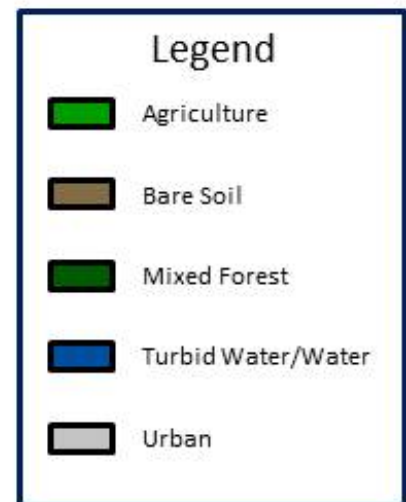 Legend
Agriculture
Bare Soil
Mixed Forest
Turbid Water/Water
Urban